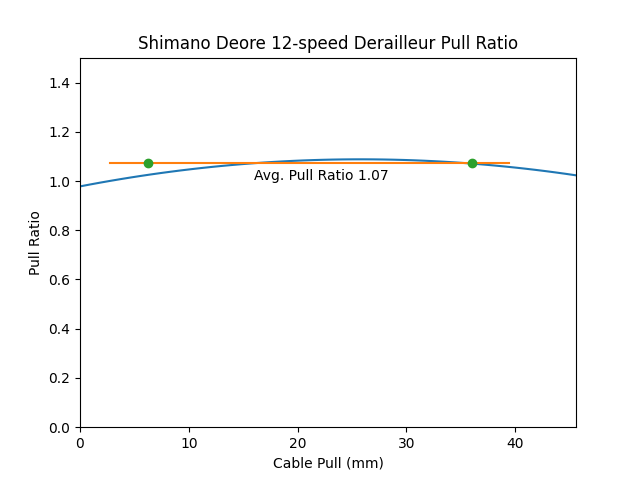 Shimano Deore 12-speed Derailleur Pull Ratio
1.4
1.2
1.0
0.8
0.6
0.4
0.2
0.0
Pull Ratio
Avg. Pull Ratio 1.07
0 10 20 30 40
Cable Pull (mm)